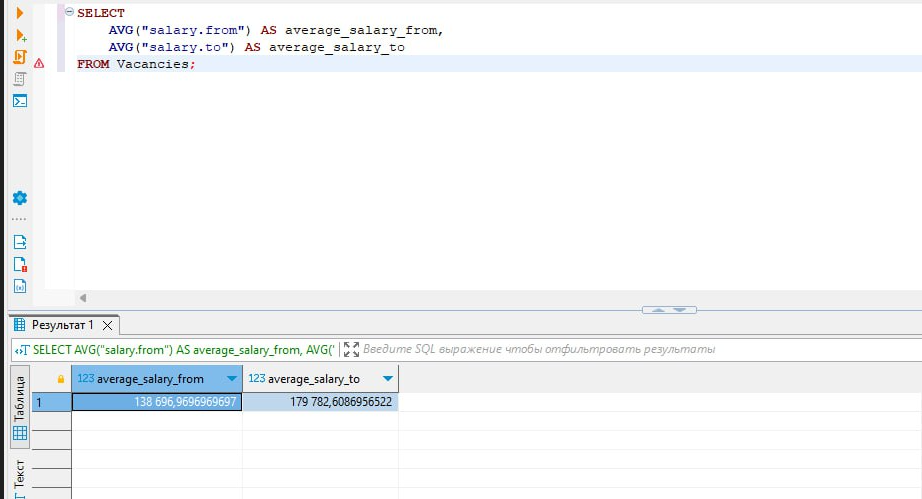 SELECT
AVG("salary.from") AS average_salary_from,
AVG("salary.to") AS average_salary_to
FROM Vacancies;
Результат 1
SELECT AVG("salary.from") AS average_salary_from, AVG("
Введите SQL выражение чтобы отфильтровать результаты
Таблица
Текст
123 average_salary_from 123 average_salary_to
1 138 696,9696969697 179 782,6086956522